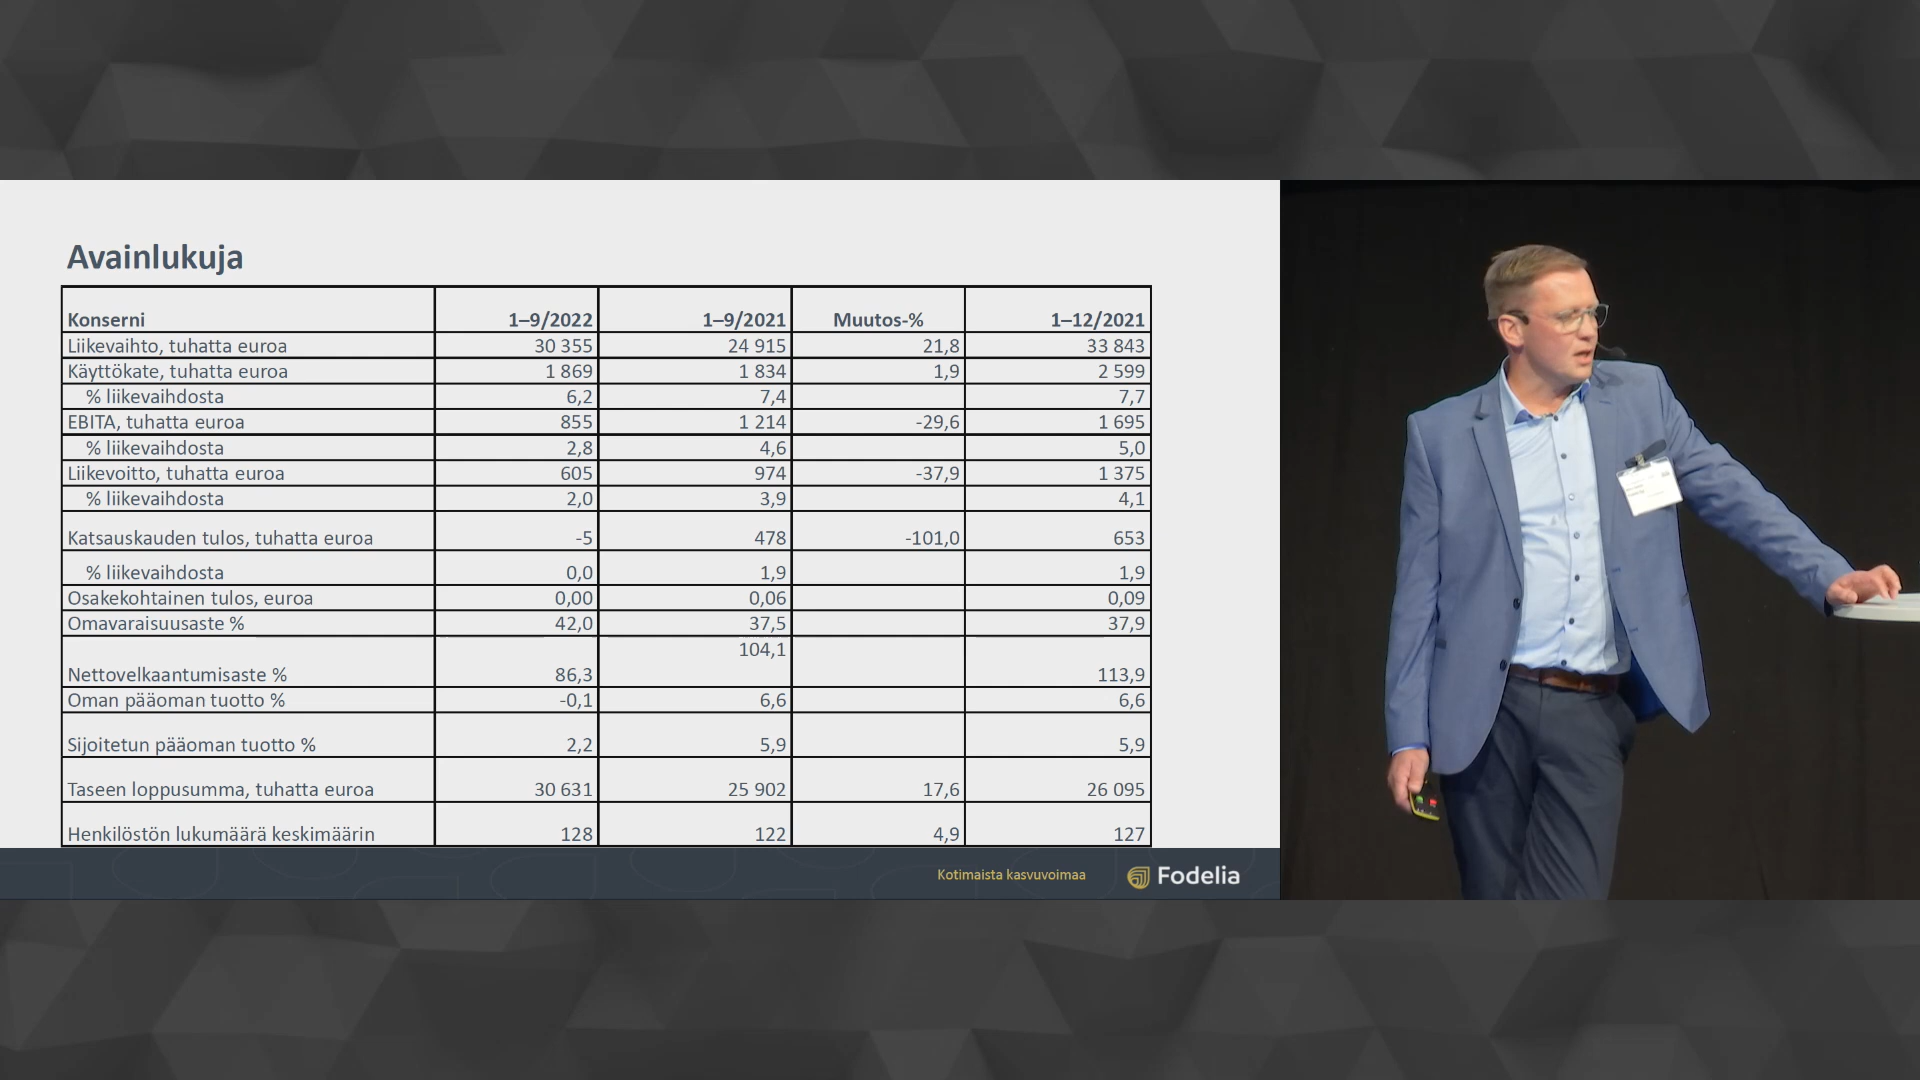 Avainlukuja
Konserni 1–9/2022 1–9/2021 Muutos-% 1–12/2021
Liikevaihto, tuhatta euroa 30 355 24 915 21,8 33 843
Käyttökate, tuhatta euroa 1 869 1 834 1,9 2 599
% liikevaihdosta 6,2 7,4 7,7
EBITA, tuhatta euroa 855 1 214 -29,6 1 695
% liikevaihdosta 2,8 4,6 5,0
Liikevoitto, tuhatta euroa 605 974 -37,9 1 375
% liikevaihdosta 2,0 3,9 4,1
Katsauskauden tulos, tuhatta euroa -5 478 -101,0 653
% liikevaihdosta 0,0 1,9 1,9
Osakekohtainen tulos, euroa 0,00 0,06 0,09
Omavaraisuusaste % 42,0 37,5 37,9
Nettovelkaantumisaste % 86,3 104,1 113,9
Oman pääoman tuotto % -0,1 6,6 6,6
Sijoitetun pääoman tuotto % 2,2 5,9 5,9
Taseen loppusumma, tuhatta euroa 30 631 25 902 17,6 26 095
Henkilöstön lukumäärä keskimäärin 128 122 4,9 127
Kotimaista kasvuvoimaa
Fodelia